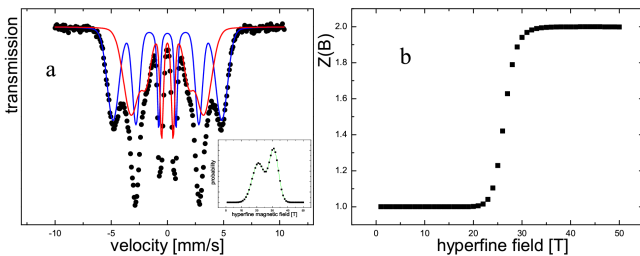 transmission
a
probability
hyperfine magnetic field [T]
-10 -5 0 5 10
velocity [mm/s]
b
Z(B)
2.0
1.8
1.6
1.4
1.2
1.0
0 10 20 30 40 50
hyperfine field [T]